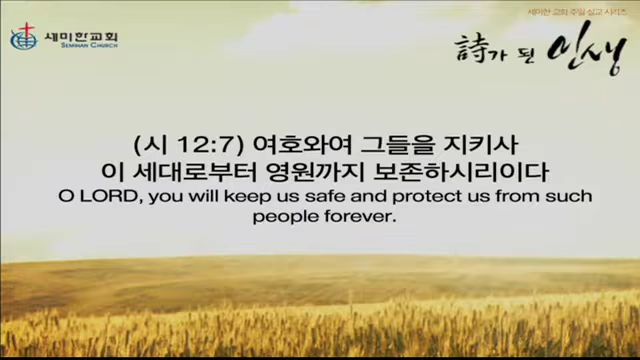 새미한 교회 주일 설교 시리즈
새미한교회
SEMIHAN CHURCH
詩가 된 인생
(시 12:7) 여호와여 그들을 지키사
이 세대로부터 영원까지 보존하시리이다
O LORD, you will keep us safe and protect us from such
people forever.